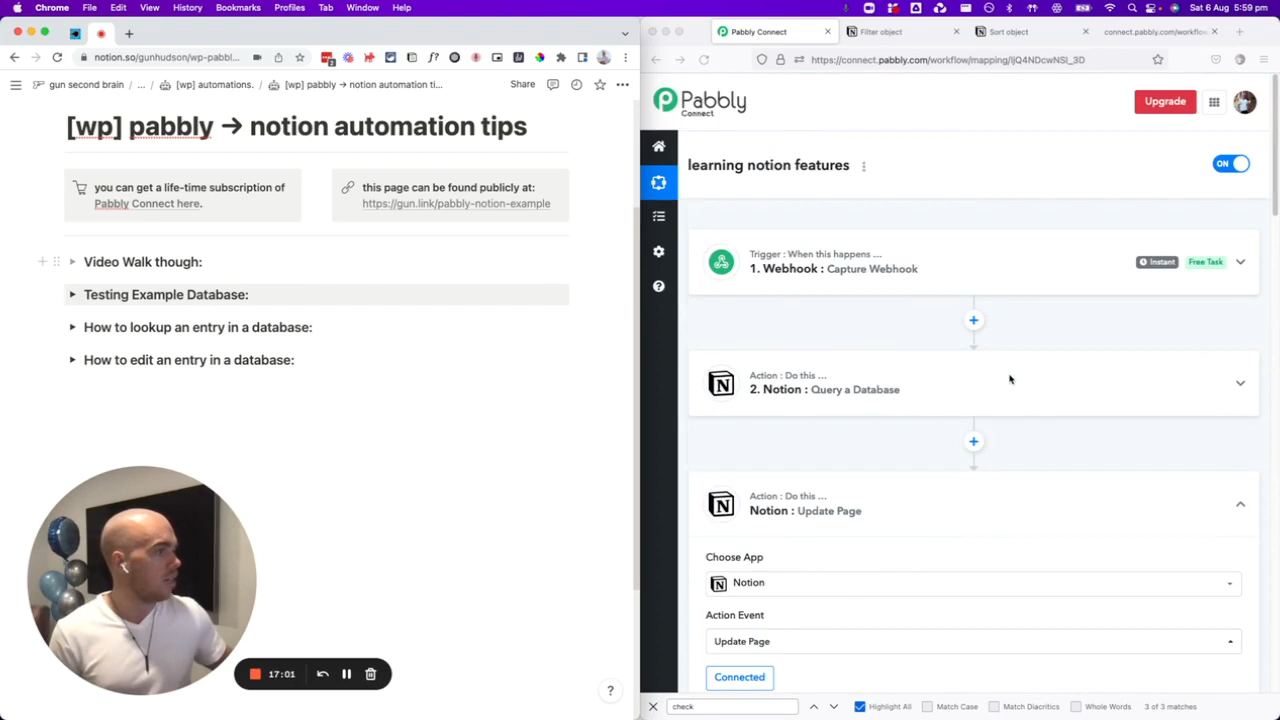 Chrome File Edit View History Bookmarks Profiles Tab Window Help
Sat 6 Aug 5:59 pm
notion.so/gunhudson/wp-pabbl...
gun second brain / ... / [wp] automations. / [wp] pabbly → notion automation ti... Share
[wp] pabbly → notion automation tips
you can get a life-time subscription of
Pabbly Connect here.
this page can be found publicly at:
https://gun.link/pabbly-notion-example
Video Walk though:
Testing Example Database:
How to lookup an entry in a database:
How to edit an entry in a database:
17:01
?
Pabbly Connect
Filter object
Sort object
connect.pabbly.com/workflow
Pabbly
Connect
Upgrade
learning notion features
ON
Trigger : When this happens ...
1. Webhook : Capture Webhook
Instant
Free Task
Action : Do this ...
2. Notion : Query a Database
Action : Do this ...
Notion : Update Page
Choose App
Notion
Action Event
Update Page
Connected
check
Highlight All
Match Case
Match Diacritics
Whole Words
3 of 3 matches